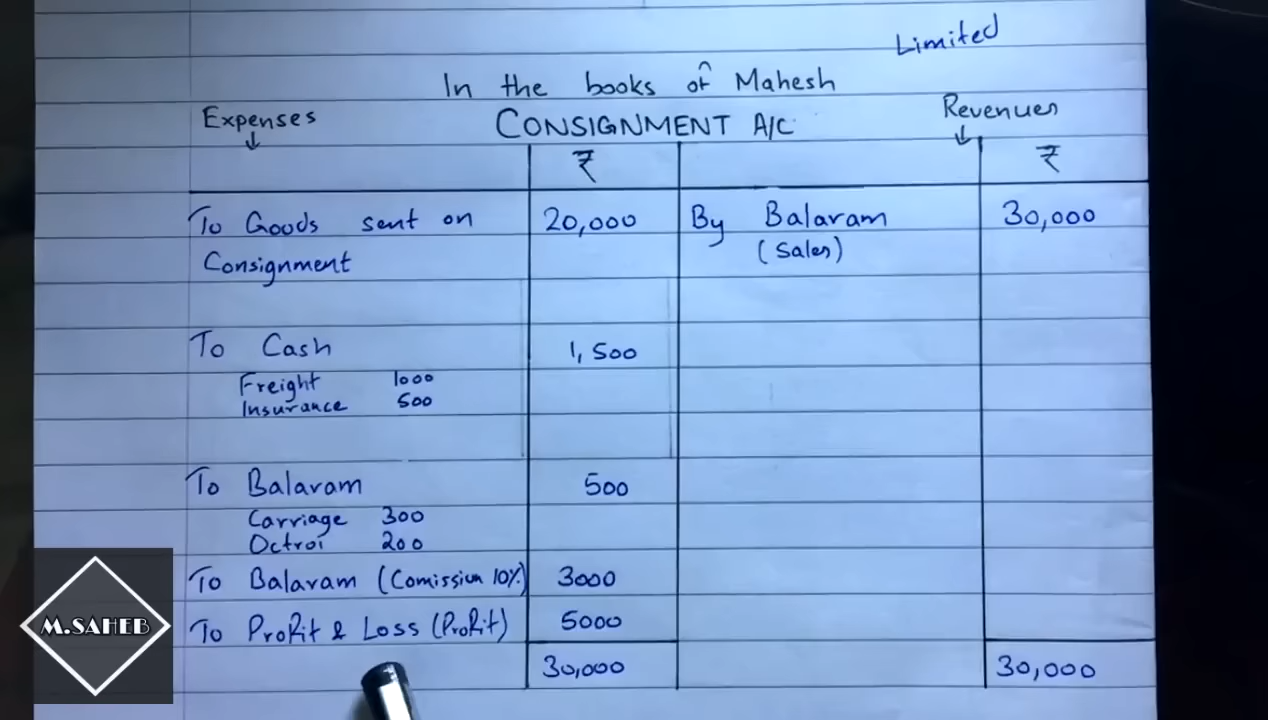 Limited
In the books of ^ Mahesh
Expenses Revenues
↓ CONSIGNMENT A/C ↓
₹ ₹
To Goods sent on 20,000 By Balaram 30,000
Consignment (Sales)
To Cash 1,500
Freight 1000
Insurance 500
To Balaram 500
Carriage 300
Octroi 200
To Balaram (Comission 10%) 3000
To Profit & Loss (Profit) 5000
30,000 30,000
M.SAHEB